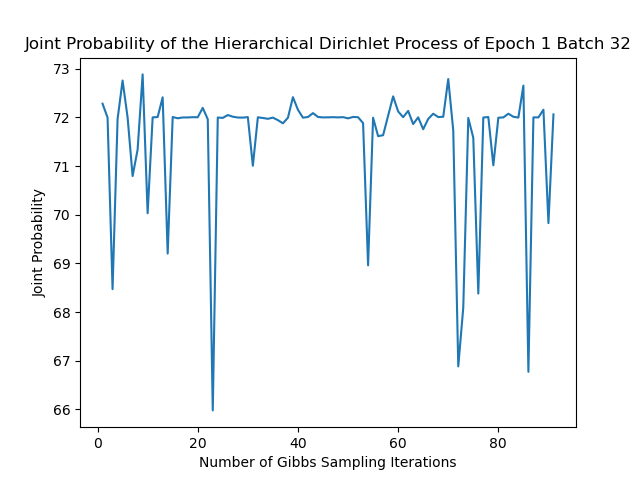 Joint Probability of the Hierarchical Dirichlet Process of Epoch 1 Batch 32
73
72
71
70
69
68
67
66
Joint Probability
0 20 40 60 80
Number of Gibbs Sampling Iterations